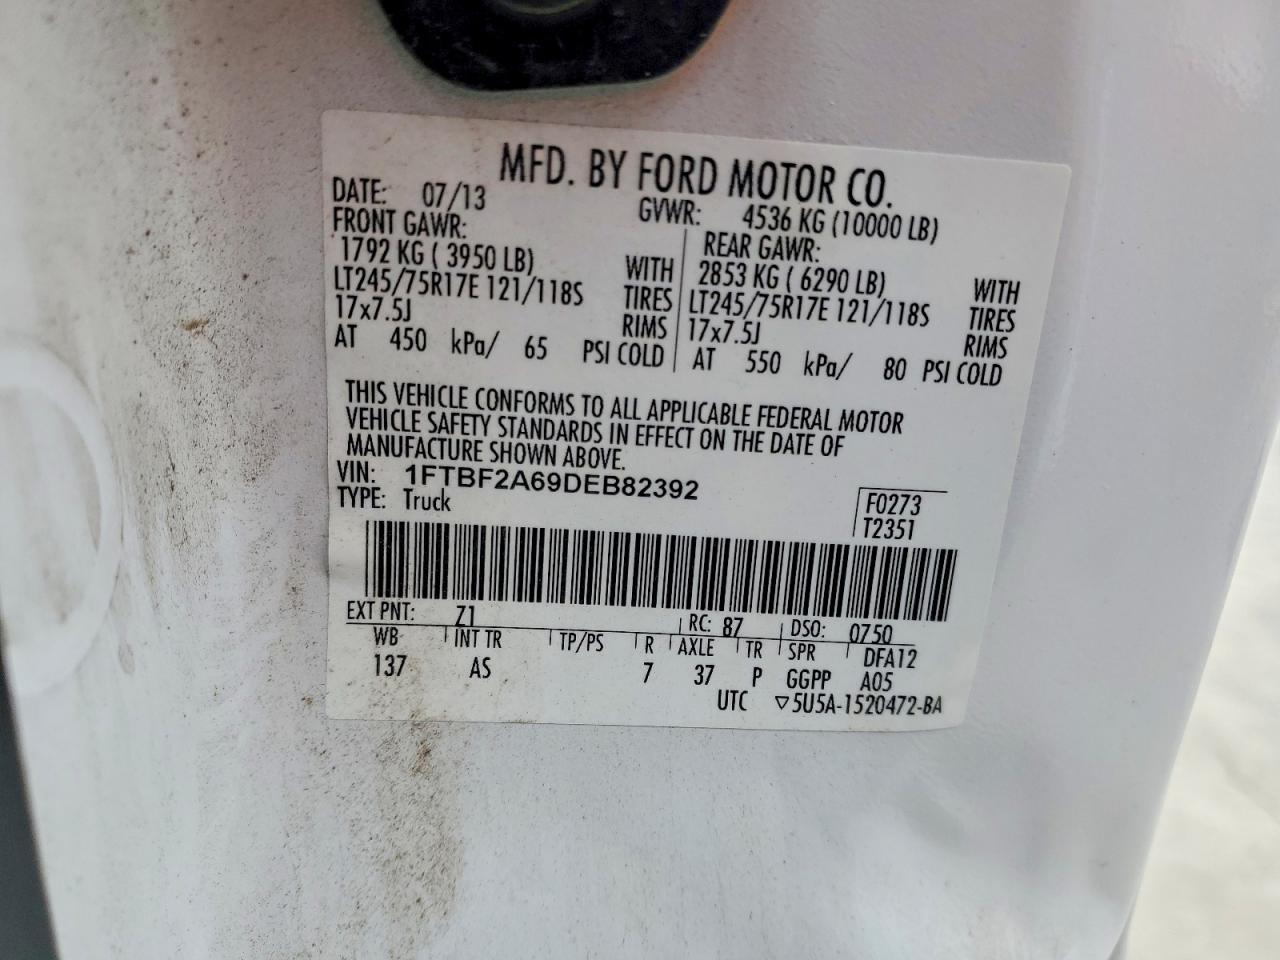 MFD. BY FORD MOTOR CO.
DATE: 07/13 GVWR: 4536 KG (10000 LB)
FRONT GAWR: REAR GAWR:
1792 KG ( 3950 LB) WITH 2853 KG ( 6290 LB) WITH
LT245/75R17E 121/118S TIRES LT245/75R17E 121/118S TIRES
17x7.5J RIMS 17x7.5J RIMS
AT 450 kPa/ 65 PSI COLD AT 550 kPa/ 80 PSI COLD
THIS VEHICLE CONFORMS TO ALL APPLICABLE FEDERAL MOTOR
VEHICLE SAFETY STANDARDS IN EFFECT ON THE DATE OF
MANUFACTURE SHOWN ABOVE.
VIN: 1FTBF2A69DEB82392
TYPE: Truck
F0273
T2351
EXT PNT: Z1 RC: 87 DSO: 0750
WB INT TR TP/PS R AXLE TR SPR DFA12
137 AS 7 37 P GGPP A05
UTC ▽5U5A-1520472-BA